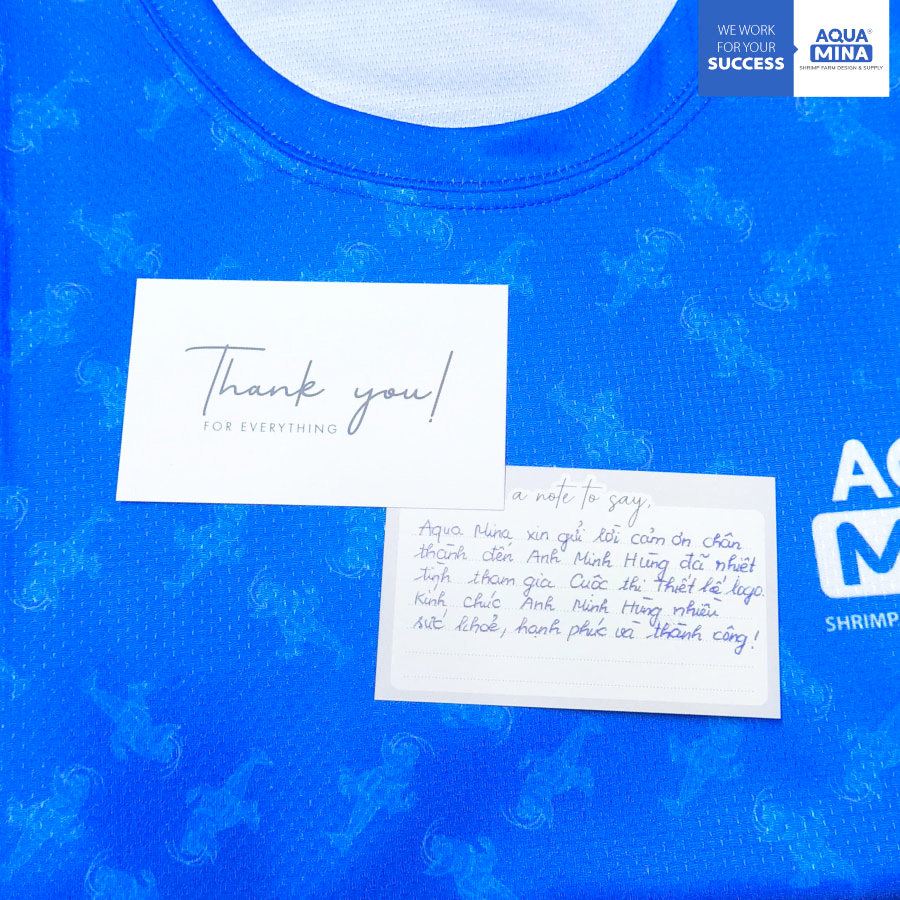 WE WORK
FOR YOUR
SUCCESS
AQUA®
MINA
SHRIMP FARM DESIGN & SUPPLY
Thank you!
FOR EVERYTHING
a note to say,
Aqua Mina xin gửi lời cảm ơn chân
thành đến Anh Minh Hùng đã nhiệt
tình tham gia Cuộc thi Thiết kế logo.
Kính chúc Anh Minh Hùng nhiều
sức khoẻ, hạnh phúc và thành công!
SHRIMP